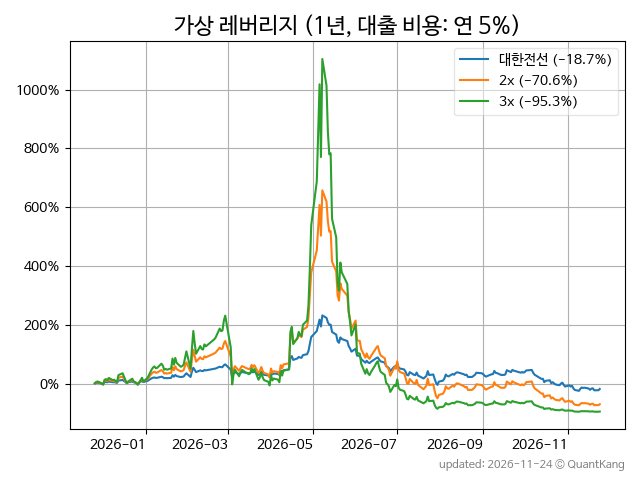 가상 레버리지 (1년, 대출 비용: 연 5%)
대한전선 (-18.7%)
2x (-70.6%)
3x (-95.3%)
1000%
800%
600%
400%
200%
0%
2026-01 2026-03 2026-05 2026-07 2026-09 2026-11
updated: 2026-11-24 © QuantKang